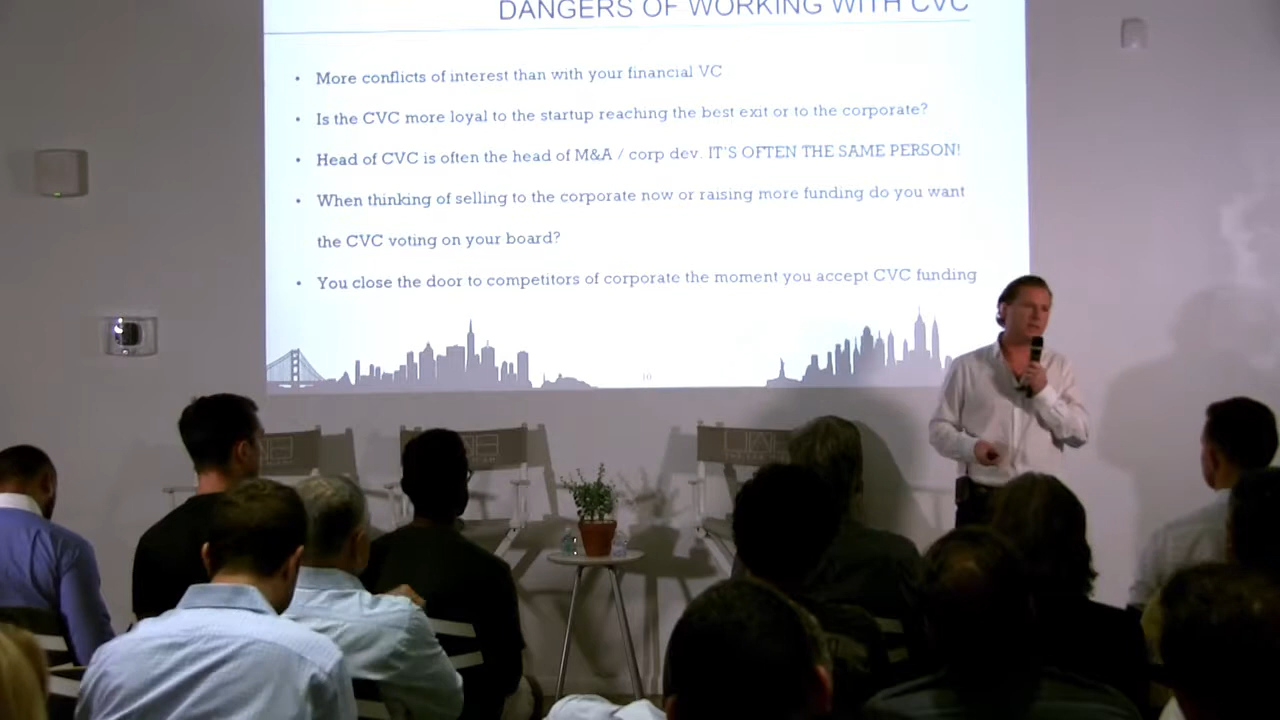 DANGERS OF WORKING WITH CVC
• More conflicts of interest than with your financial VC
• Is the CVC more loyal to the startup reaching the best exit or to the corporate?
• Head of CVC is often the head of M&A / corp dev. IT'S OFTEN THE SAME PERSON!
• When thinking of selling to the corporate now or raising more funding do you want
the CVC voting on your board?
• You close the door to competitors of corporate the moment you accept CVC funding
10